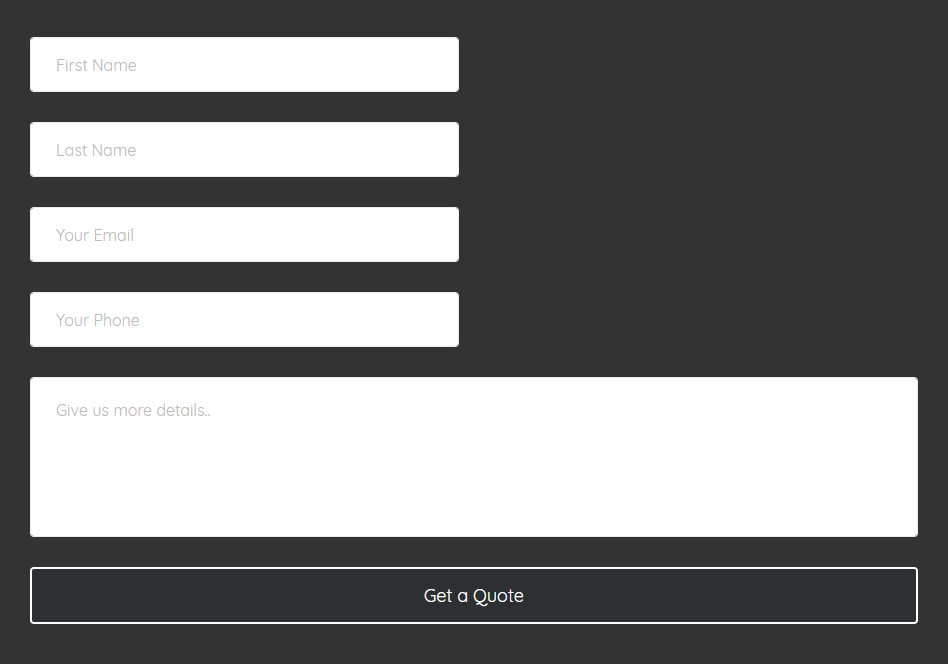 First Name
Last Name
Your Email
Your Phone
Give us more details..
Get a Quote